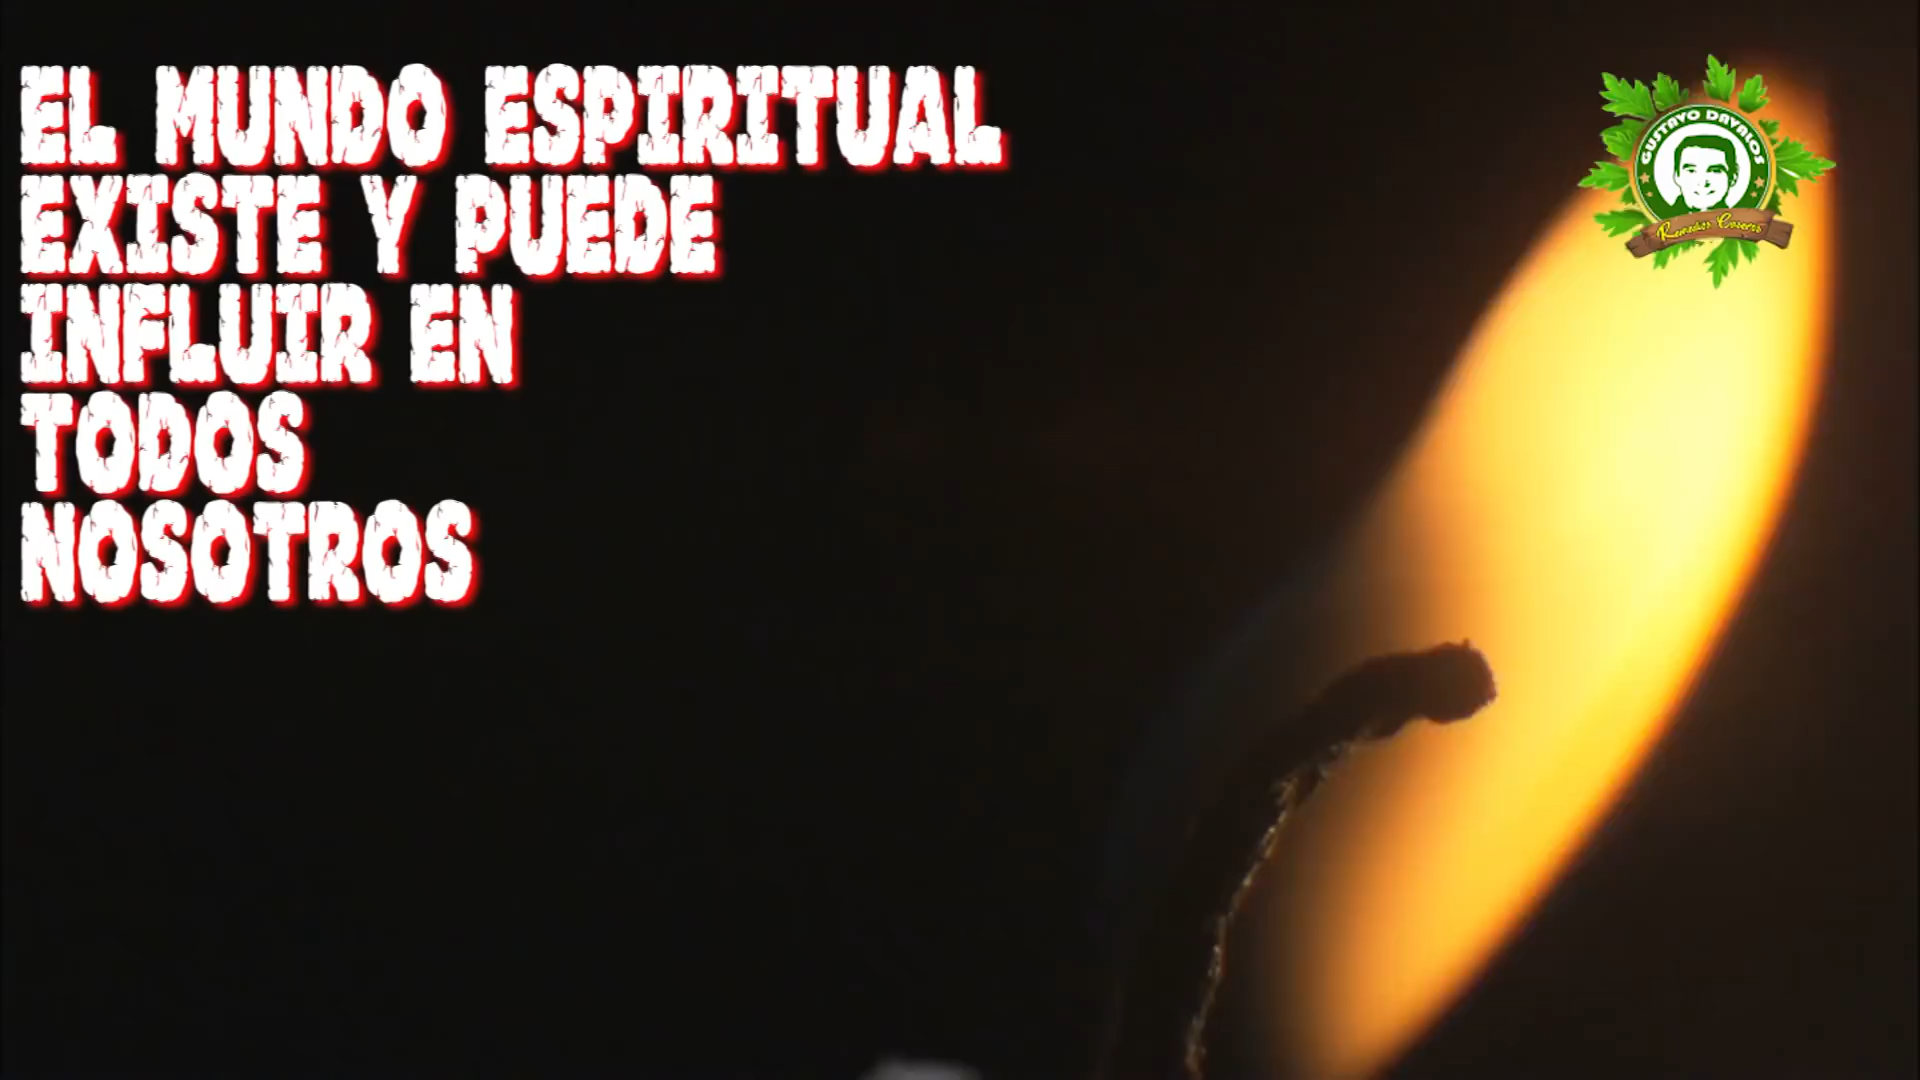 EL MUNDO ESPIRITUAL
EXISTE Y PUEDE
INFLUIR EN
TODOS
NOSOTROS
GUSTAVO DAVALOS
Remedios Caseros